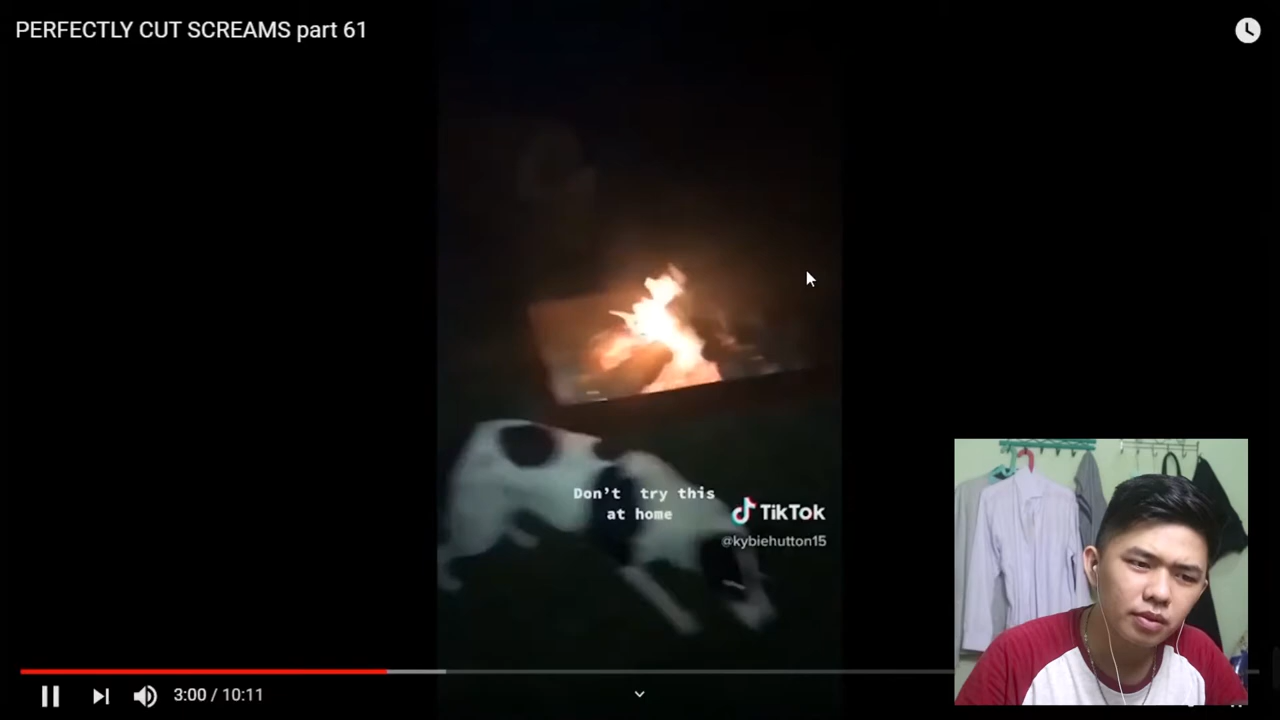 PERFECTLY CUT SCREAMS part 61
Don't try this
at home
TikTok
@kybiehutton15
3:00 / 10:11